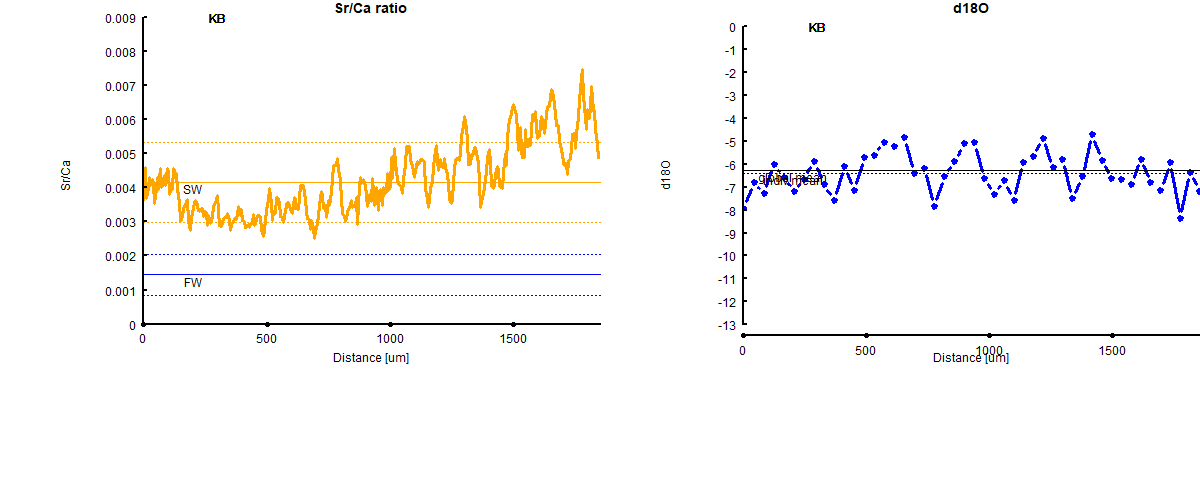 Sr/Ca ratio
KB
0.009
0.008
0.007
0.006
0.005
0.004
0.003
0.002
0.001
0
Sr/Ca
SW
FW
0
500
1000
1500
Distance [um]
d18O
KB
0
-1
-2
-3
-4
-5
-6
-7
-8
-9
-10
-11
-12
-13
d18O
global mean
0
500
1000
1500
Distance [um]